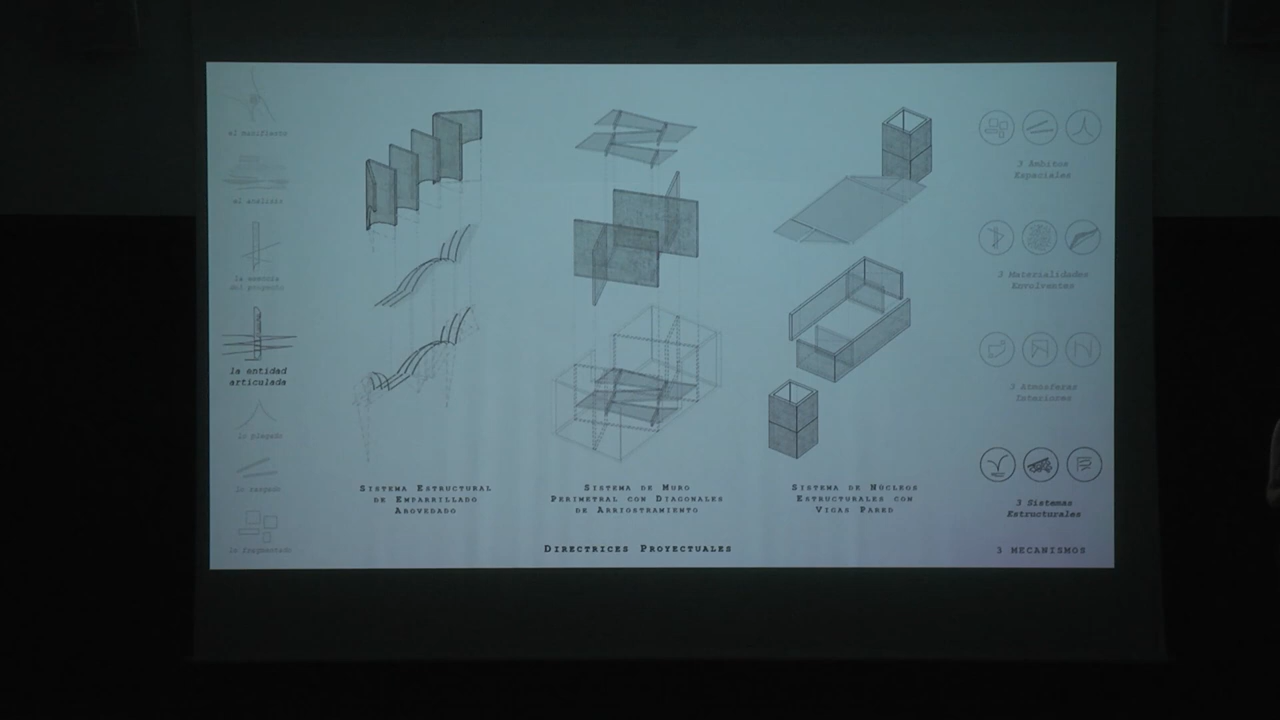 el manifiesto
el análisis
la esencia
del proyecto
la entidad
articulada
lo plegado
lo rasgado
lo fragmentado
Sistema Estructural
de Emparrillado
Abovedado
Sistema de Muro
Perimetral con Diagonales
de Arriostramiento
Sistema de Núcleos
Estructurales con
Vigas Pared
Directrices Proyectuales
3 Ámbitos
Espaciales
3 Materialidades
Envolventes
3 Atmósferas
Interiores
3 Sistemas
Estructurales
3 MECANISMOS